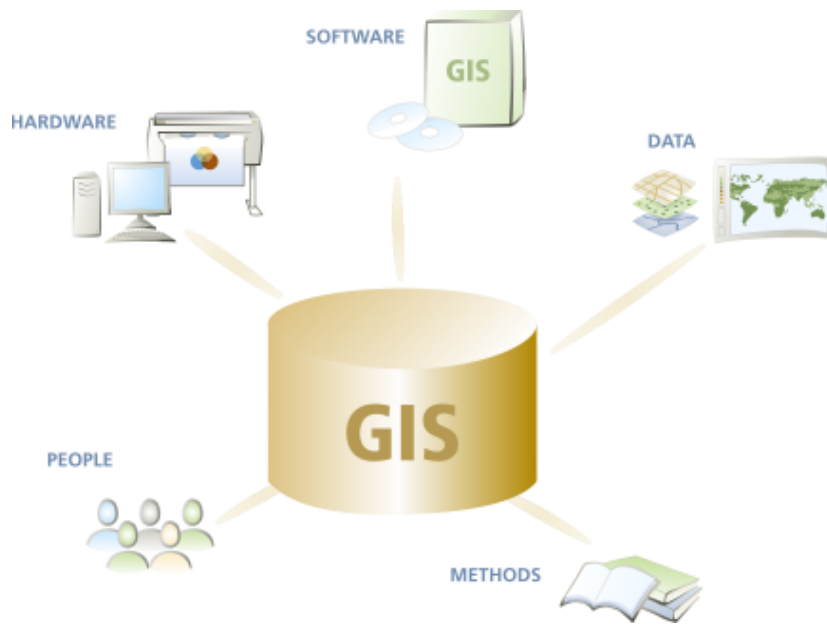 SOFTWARE
GIS
HARDWARE
DATA
GIS
PEOPLE
METHODS